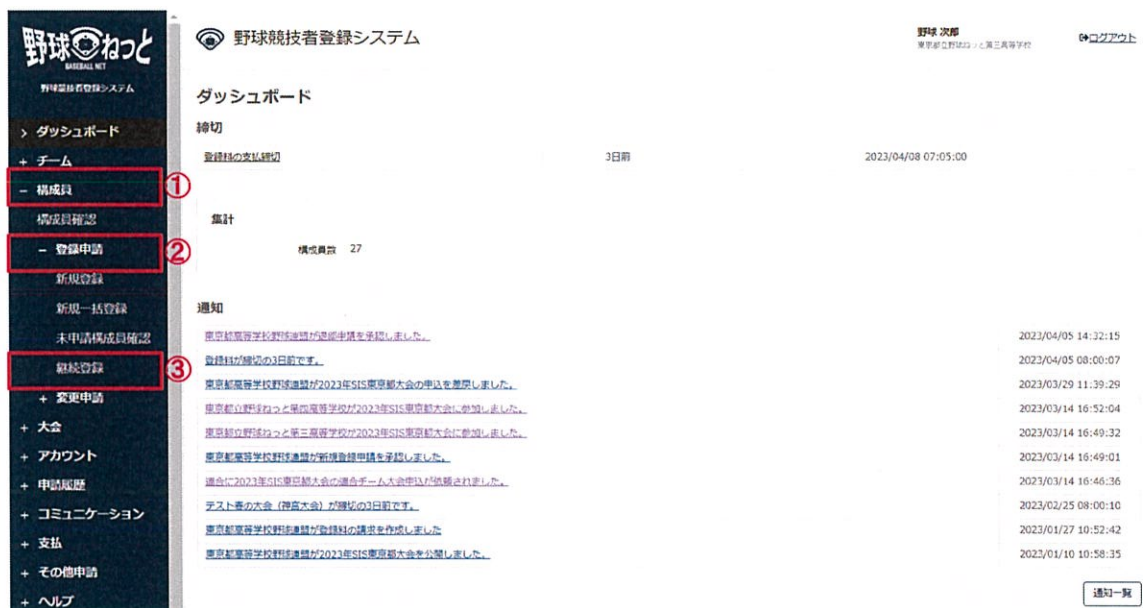 野球ねっと
BASEBALL NET
野球競技者登録システム
> ダッシュボード
+ チーム
− 構成員
①
構成員確認
− 登録申請
②
新規登録
新規一括登録
未申請構成員確認
継続登録
③
+ 変更申請
+ 大会
+ アカウント
+ 申請履歴
+ コミュニケーション
+ 支払
+ その他申請
+ ヘルプ
野球競技者登録システム
野球 次郎
東京都立野球ねっと第三高等学校
ログアウト
ダッシュボード
締切
登録料の支払締切 3日前 2023/04/08 07:05:00
集計
構成員数 27
通知
東京都高等学校野球連盟が退部申請を承認しました。 2023/04/05 14:32:15
登録料が締切の3日前です。 2023/04/05 08:00:07
東京都高等学校野球連盟が2023年SIS東京都大会の申込を差戻しました。 2023/03/29 11:39:29
東京都立野球ねっと第四高等学校が2023年SIS東京都大会に参加しました。 2023/03/14 16:52:04
東京都立野球ねっと第三高等学校が2023年SIS東京都大会に参加しました。 2023/03/14 16:49:32
東京都高等学校野球連盟が新規登録申請を承認しました。 2023/03/14 16:49:01
連合に2023年SIS東京都大会の連合チーム大会申込が依頼されました。 2023/03/14 16:46:36
テスト春の大会（神宮大会）が締切の3日前です。 2023/02/25 08:00:10
東京都高等学校野球連盟が登録料の請求を作成しました 2023/01/27 10:52:42
東京都高等学校野球連盟が2023年SIS東京都大会を公開しました。 2023/01/10 10:58:35
通知一覧